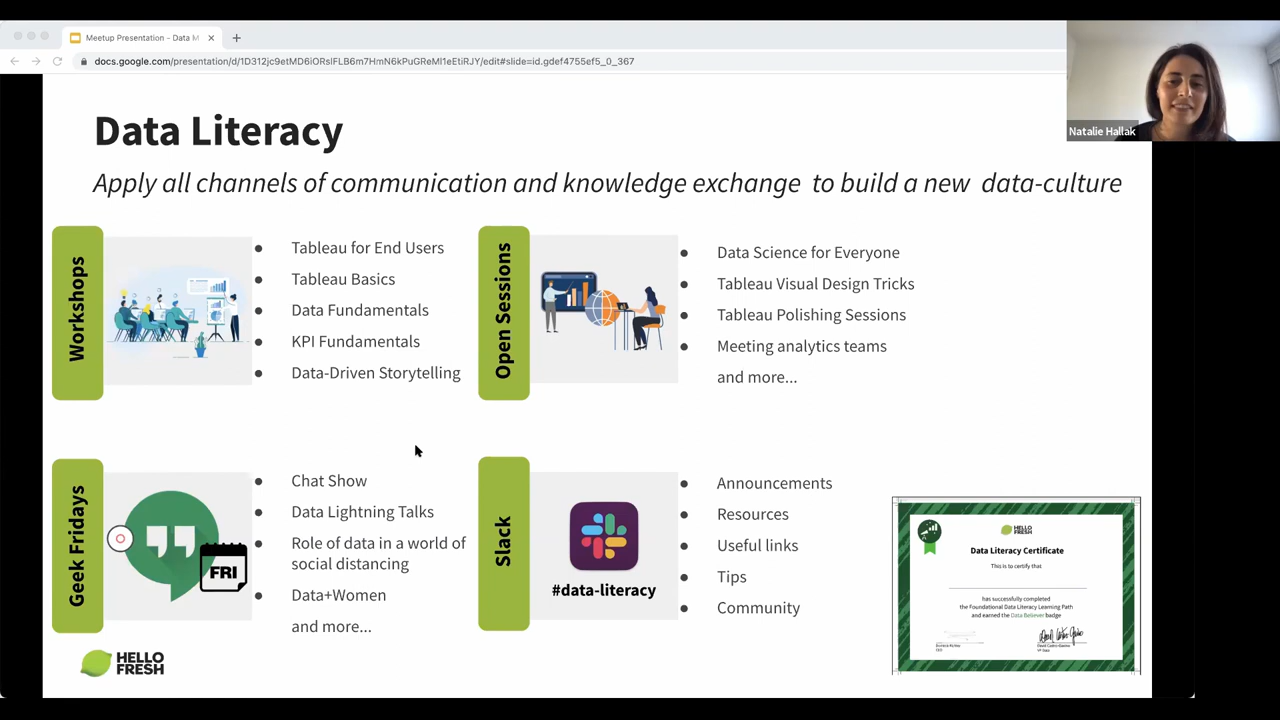 Meetup Presentation – Data M
docs.google.com/presentation/d/1D312jc9etMD6iORsIFLB6m7HmN6kPuGReMl1eEtiRJY/edit#slide=id.gdef4755ef5_0_367
Natalie Hallak
Data Literacy
Apply all channels of communication and knowledge exchange to build a new data-culture
Workshops
Tableau for End Users
Tableau Basics
Data Fundamentals
KPI Fundamentals
Data-Driven Storytelling
Open Sessions
Data Science for Everyone
Tableau Visual Design Tricks
Tableau Polishing Sessions
Meeting analytics teams
and more...
Geek Fridays
FRI
Chat Show
Data Lightning Talks
Role of data in a world of
social distancing
Data+Women
and more...
Slack
#data-literacy
Announcements
Resources
Useful links
Tips
Community
HELLO
FRESH
Data Literacy Certificate
This is to certify that
has successfully completed
the Foundational Data Literacy Learning Path
and earned the Data Believer badge
HELLO
FRESH